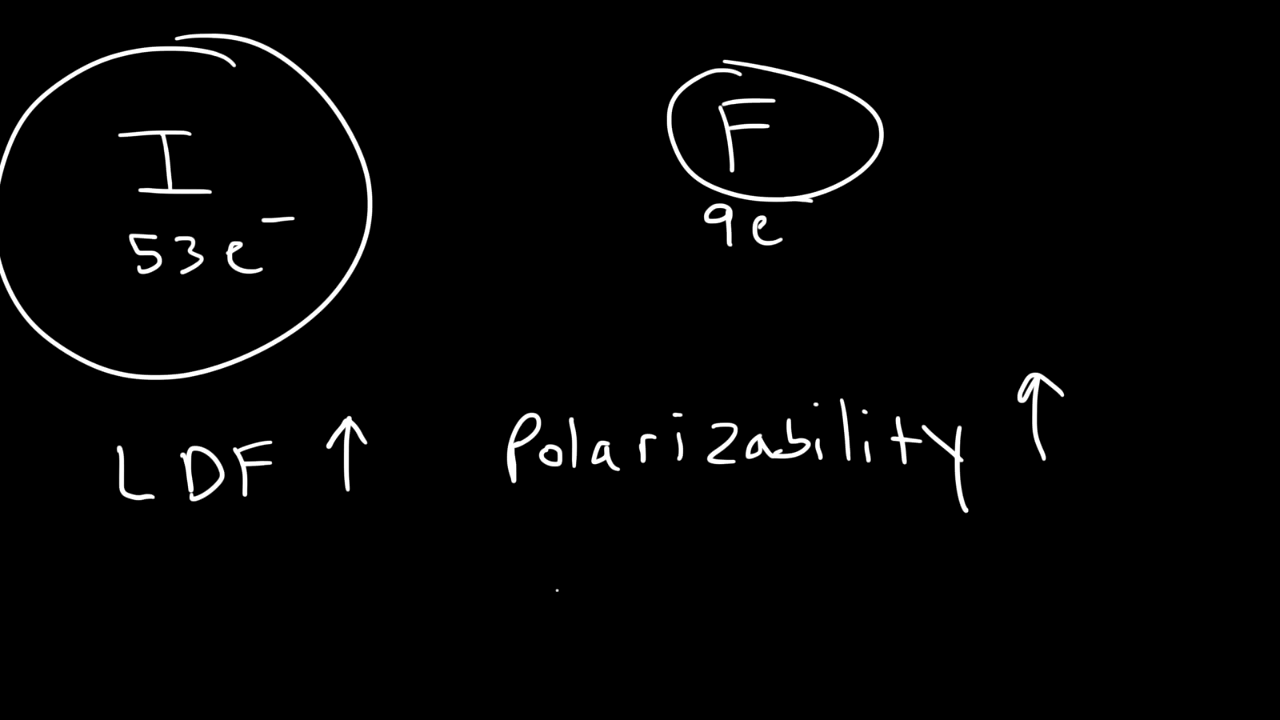 I F
53e⁻ 9e
LDF ↑ Polarizability ↑